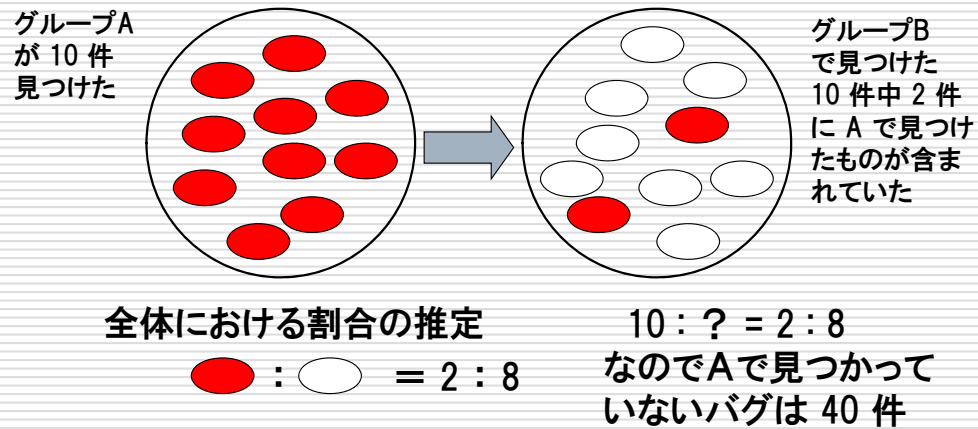 グループA
が 10 件
見つけた
グループB
で見つけた
10 件中 2 件
に A で見つけ
たものが含ま
れていた
全体における割合の推定
： ＝ 2 : 8
10 : ? = 2 : 8
なのでAで見つかって
いないバグは 40 件